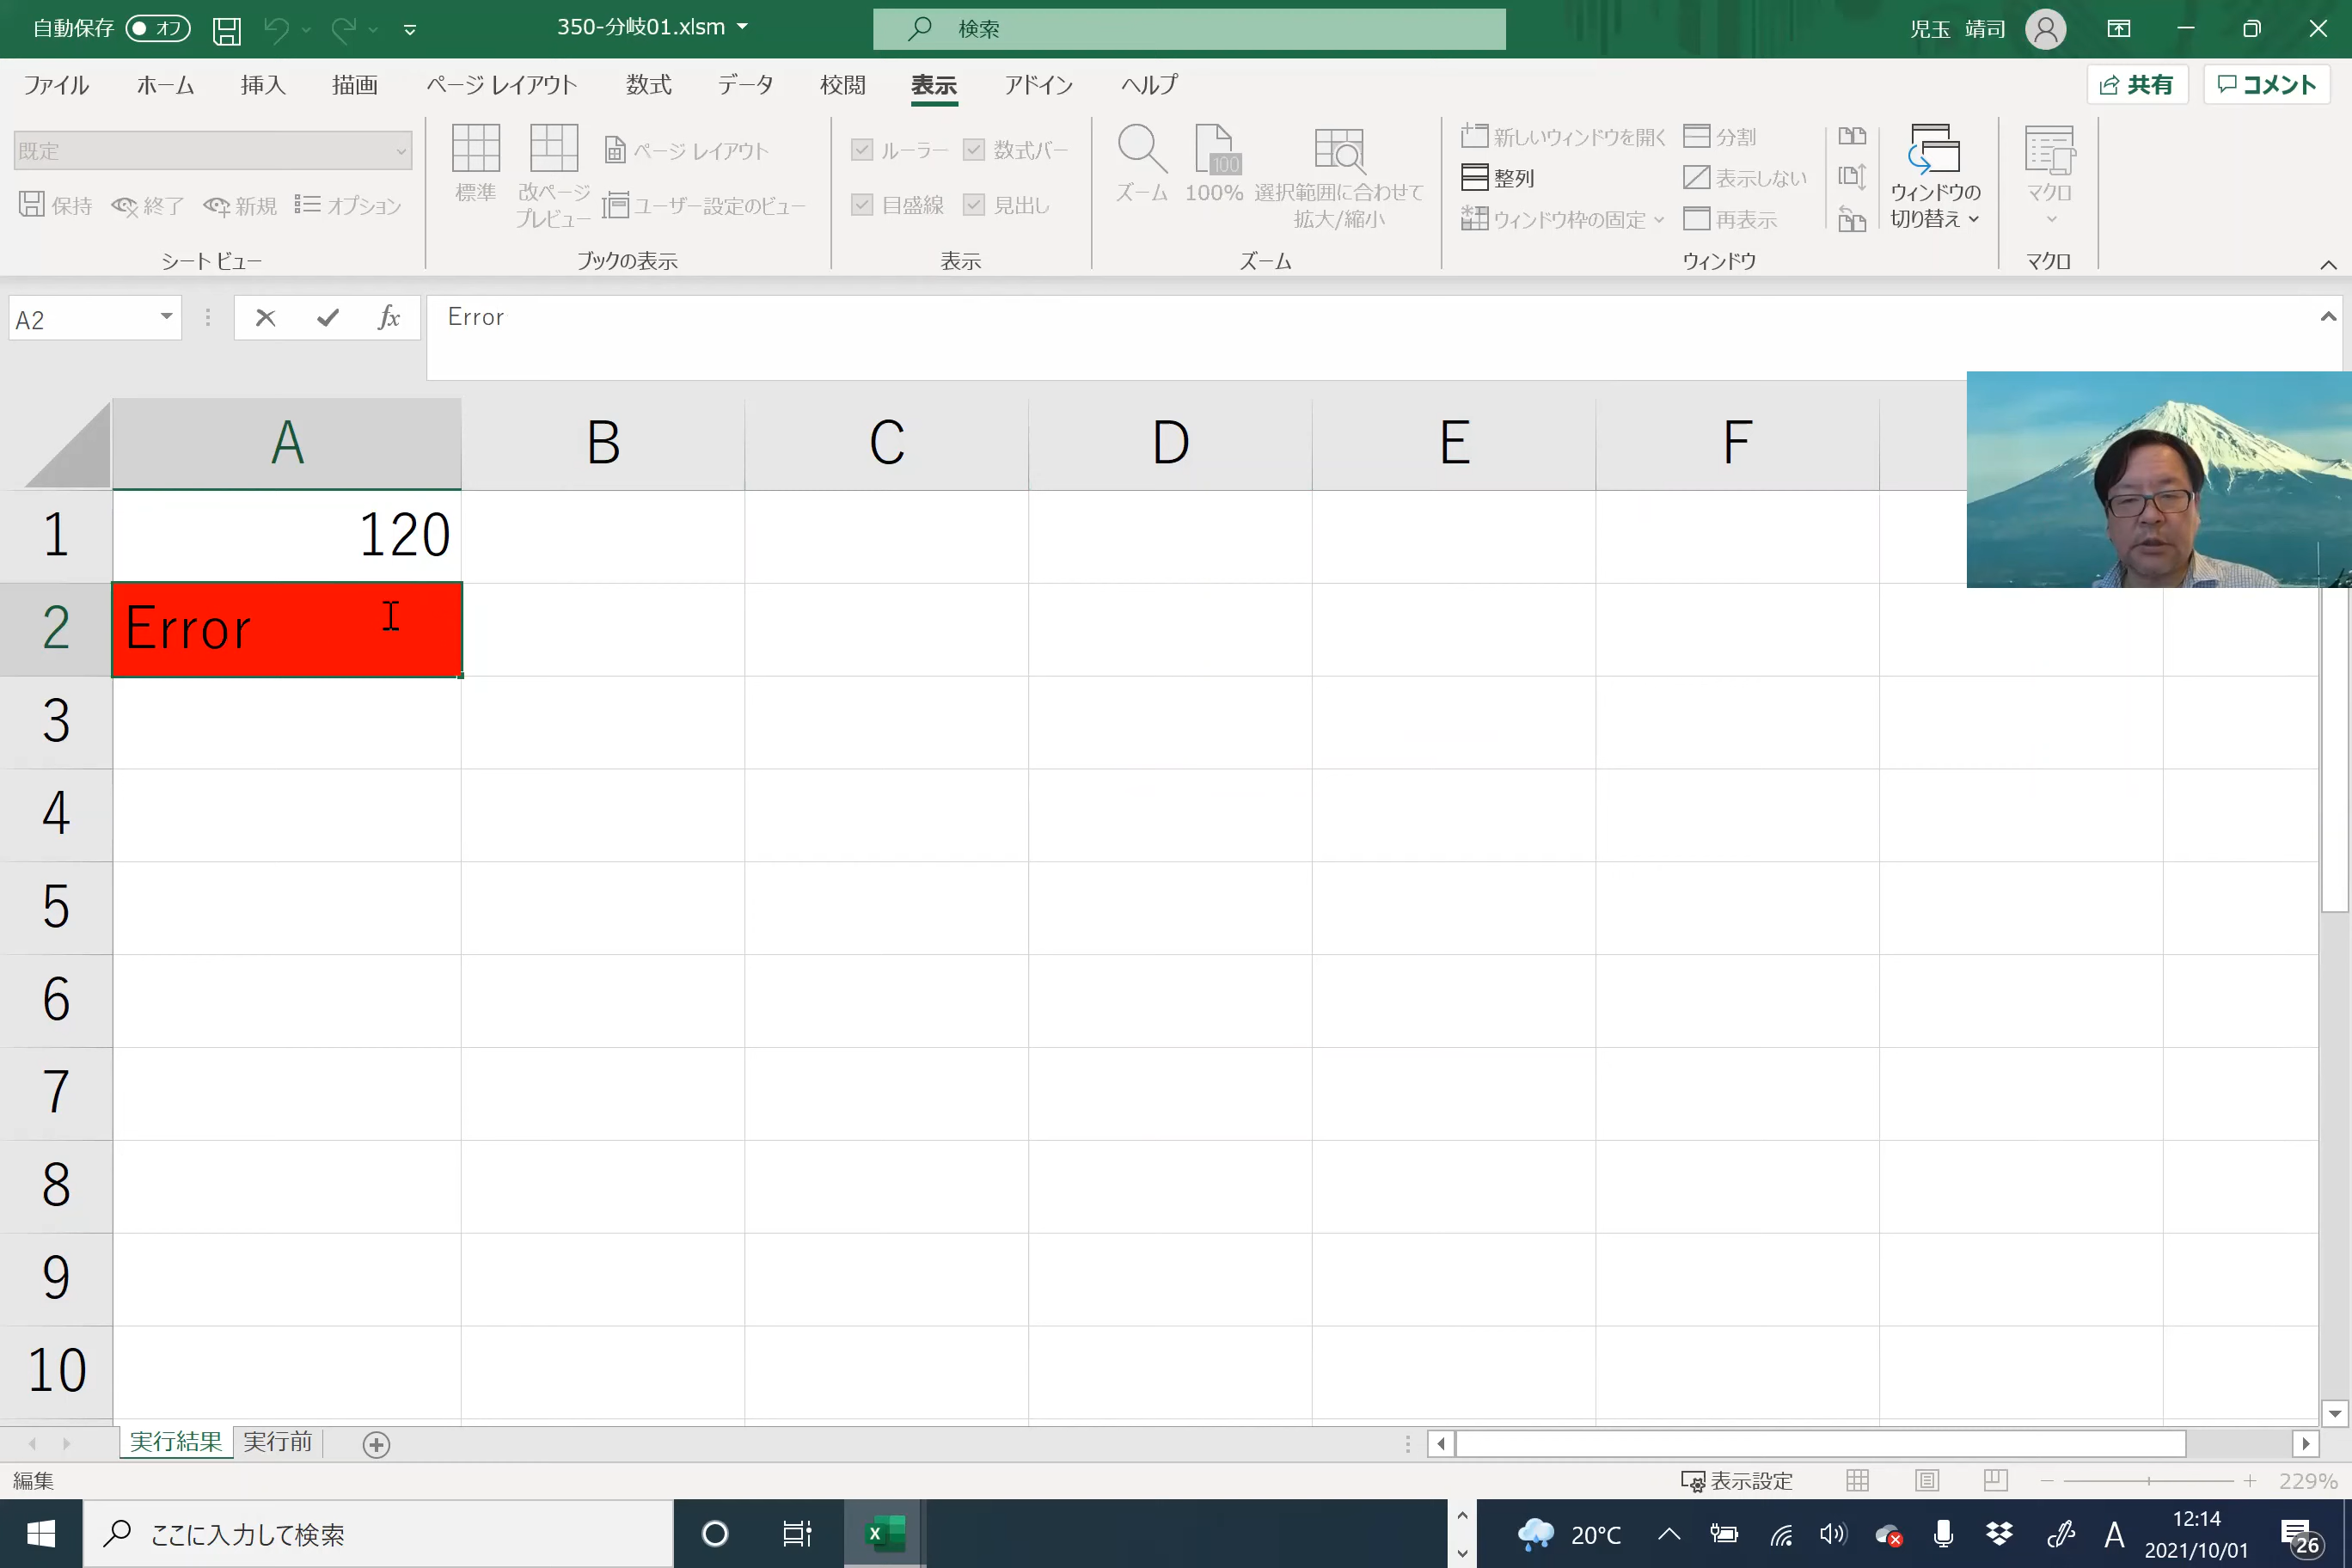 自動保存 オフ 350-分岐01.xlsm 検索 児玉 靖司
ファイル ホーム 挿入 描画 ページ レイアウト 数式 データ 校閲 表示 アドイン ヘルプ 共有 コメント
既定
保持 終了 新規 オプション
シート ビュー
標準
改ページ
プレビュー
ページ レイアウト
ユーザー設定のビュー
ブックの表示
ルーラー 数式バー
目盛線 見出し
表示
ズーム
100
100%
選択範囲に合わせて
拡大/縮小
ズーム
新しいウィンドウを開く
整列
ウィンドウ枠の固定
分割
表示しない
再表示
ウィンドウの
切り替え
ウィンドウ
マクロ
マクロ
A2 fx Error
A B C D E F
1 120
2 Error
3
4
5
6
7
8
9
10
実行結果 実行前
編集 表示設定 229%
ここに入力して検索 X 20°C A 12:14
2021/10/01 26